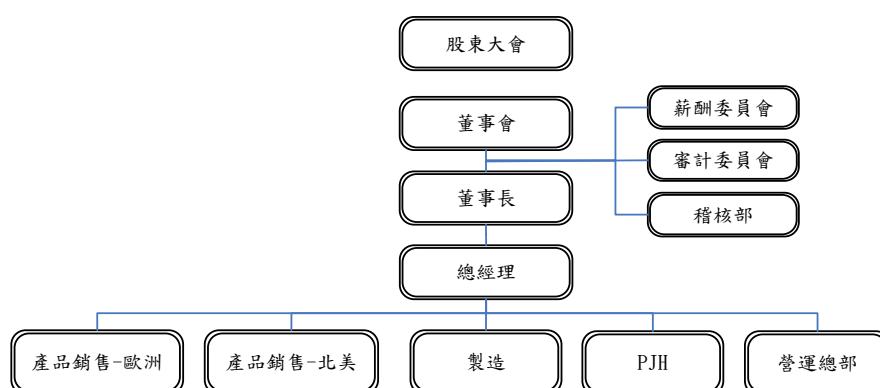 股東大會
董事會
薪酬委員會
審計委員會
董事長
稽核部
總經理
產品銷售-歐洲
產品銷售-北美
製造
PJH
營運總部